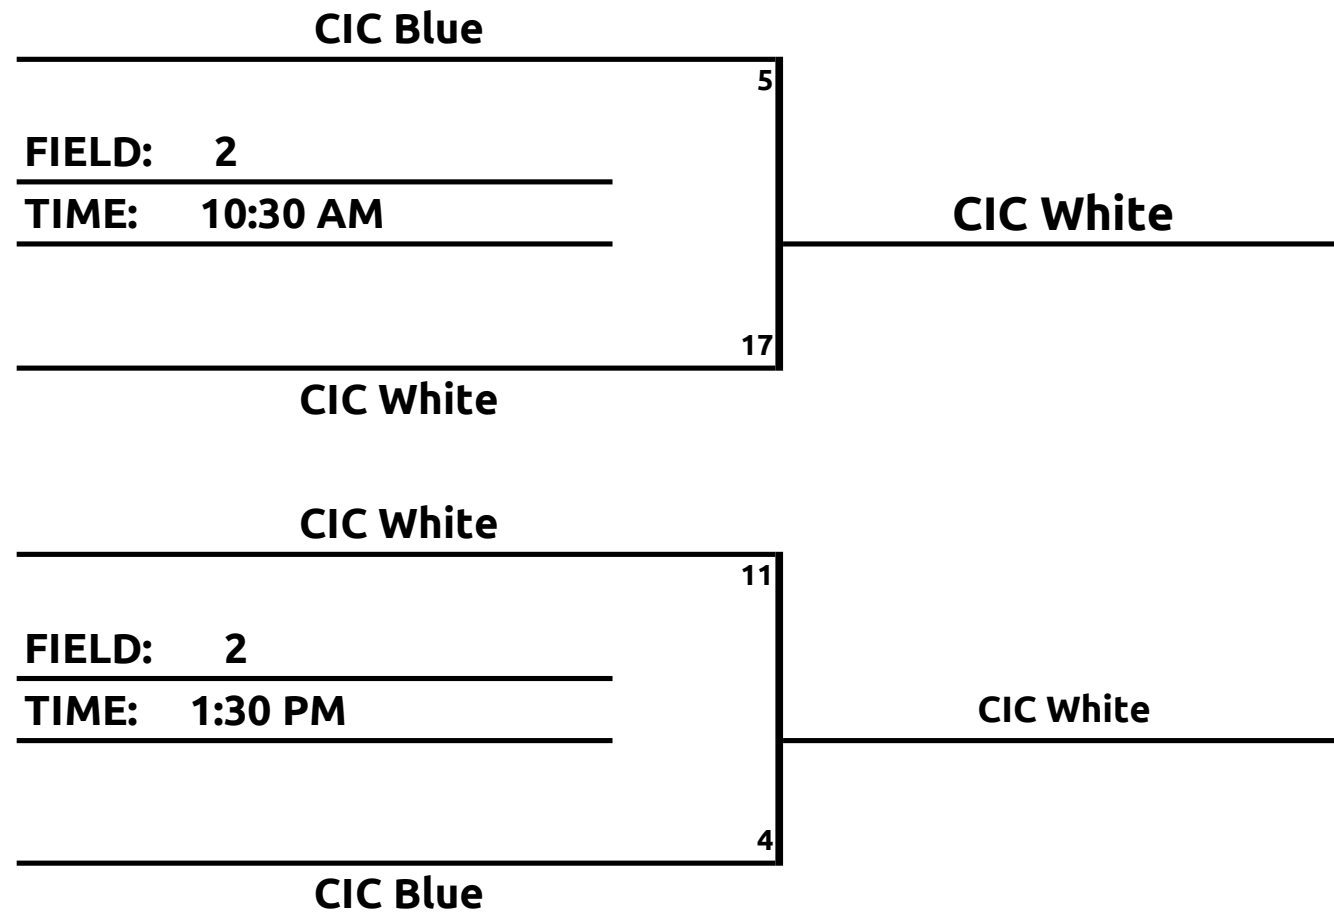 CIC Blue
5
FIELD: 2
TIME: 10:30 AM
CIC White
17
CIC White
CIC White
11
FIELD: 2
TIME: 1:30 PM
CIC White
4
CIC Blue